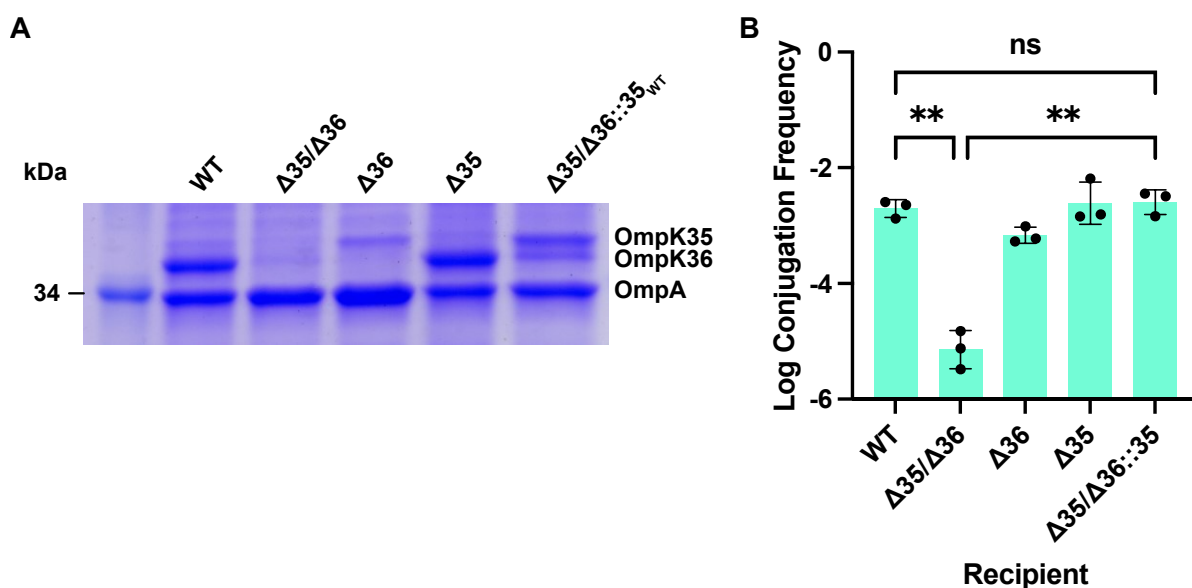 A
kDa
WT
Δ35/Δ36
Δ36
Δ35
Δ35/Δ36::35WT
OmpK35
OmpK36
34
OmpA
B
Log Conjugation Frequency
0
-2
-4
-6
ns
**
**
WT
Δ35/Δ36
Δ36
Δ35
Δ35/Δ36::35
Recipient